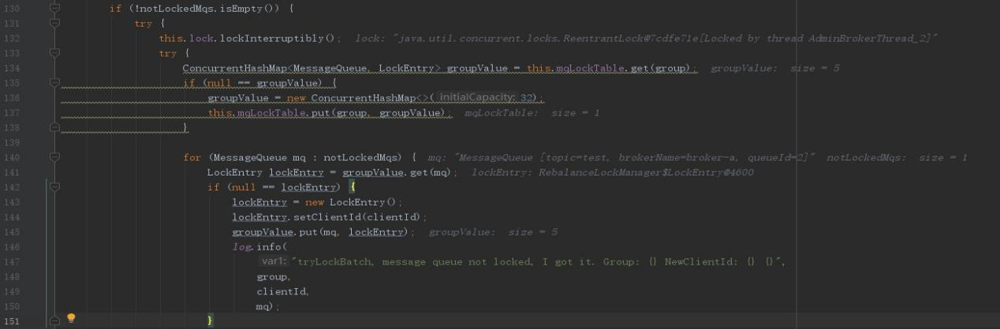 130 if (!notLockedMqs.isEmpty()) {
131 try {
132 this.lock.lockInterruptibly(); lock: "java.util.concurrent.locks.ReentrantLock@7cdfe71e[Locked by thread AdminBrokerThread_2]"
133 try {
134 ConcurrentHashMap<MessageQueue, LockEntry> groupValue = this.mqLockTable.get(group); groupValue: size = 5
135 if (null == groupValue) {
136 groupValue = new ConcurrentHashMap<>( initialCapacity: 32);
137 this.mqLockTable.put(group, groupValue); mqLockTable: size = 1
138 }
139
140 for (MessageQueue mq : notLockedMqs) { mq: "MessageQueue [topic=test, brokerName=broker-a, queueId=2]" notLockedMqs: size = 1
141 LockEntry lockEntry = groupValue.get(mq); lockEntry: RebalanceLockManager$LockEntry@4600
142 if (null == lockEntry) {
143 lockEntry = new LockEntry();
144 lockEntry.setClientId(clientId);
145 groupValue.put(mq, lockEntry); groupValue: size = 5
146 log.info(
147 var1: "tryLockBatch, message queue not locked, I got it. Group: {} NewClientId: {} {}",
148 group,
149 clientId,
150 mq);
151 }